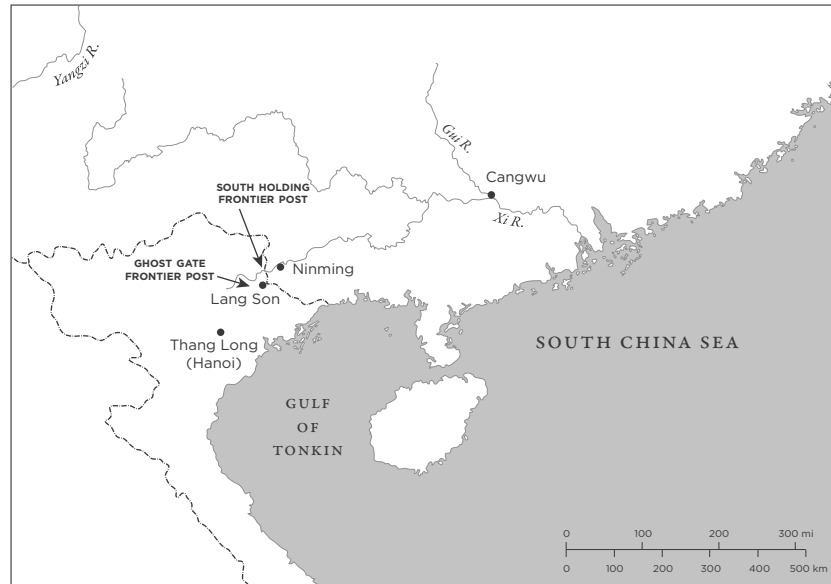 Yangzi R.
Gui R.
Cangwu
Xi R.
SOUTH HOLDING
FRONTIER POST
GHOST GATE
FRONTIER POST
Ninming
Lang Son
Thang Long
(Hanoi)
SOUTH CHINA SEA
GULF
OF
TONKIN
0 100 200 300 mi
0 100 200 300 400 500 km